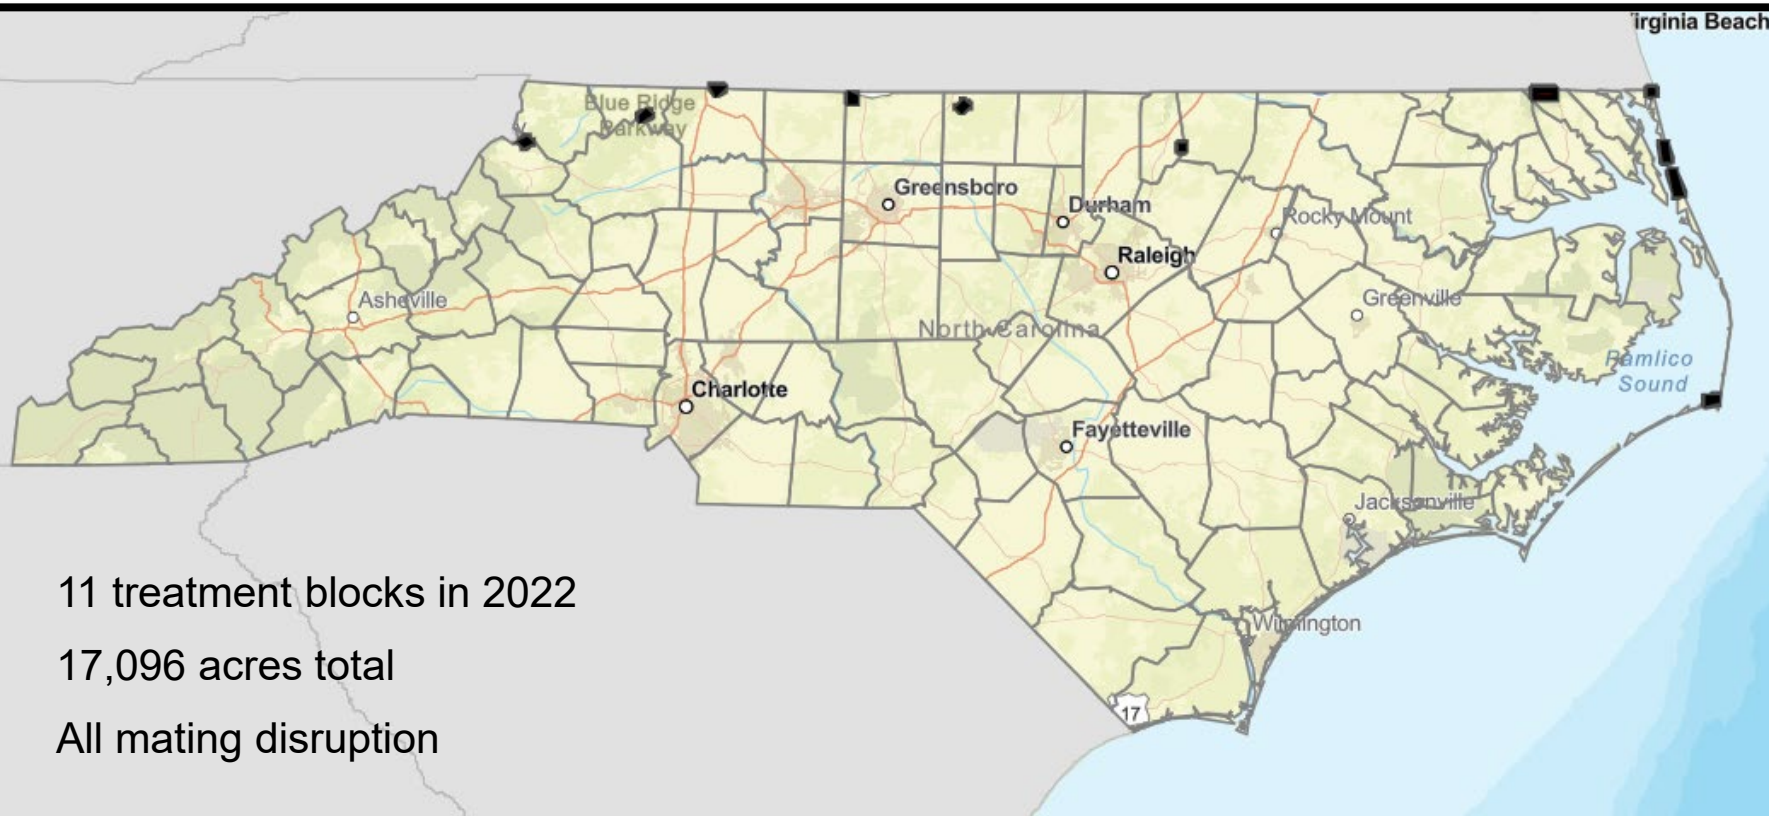 irginia Beach
Blue Ridge
Parkway
Greensboro
Durham
Rocky Mount
Raleigh
Asheville
Greenville
North Carolina
Pamlico
Sound
Charlotte
Fayetteville
Jacksonville
11 treatment blocks in 2022
Wilmington
17,096 acres total
17
All mating disruption